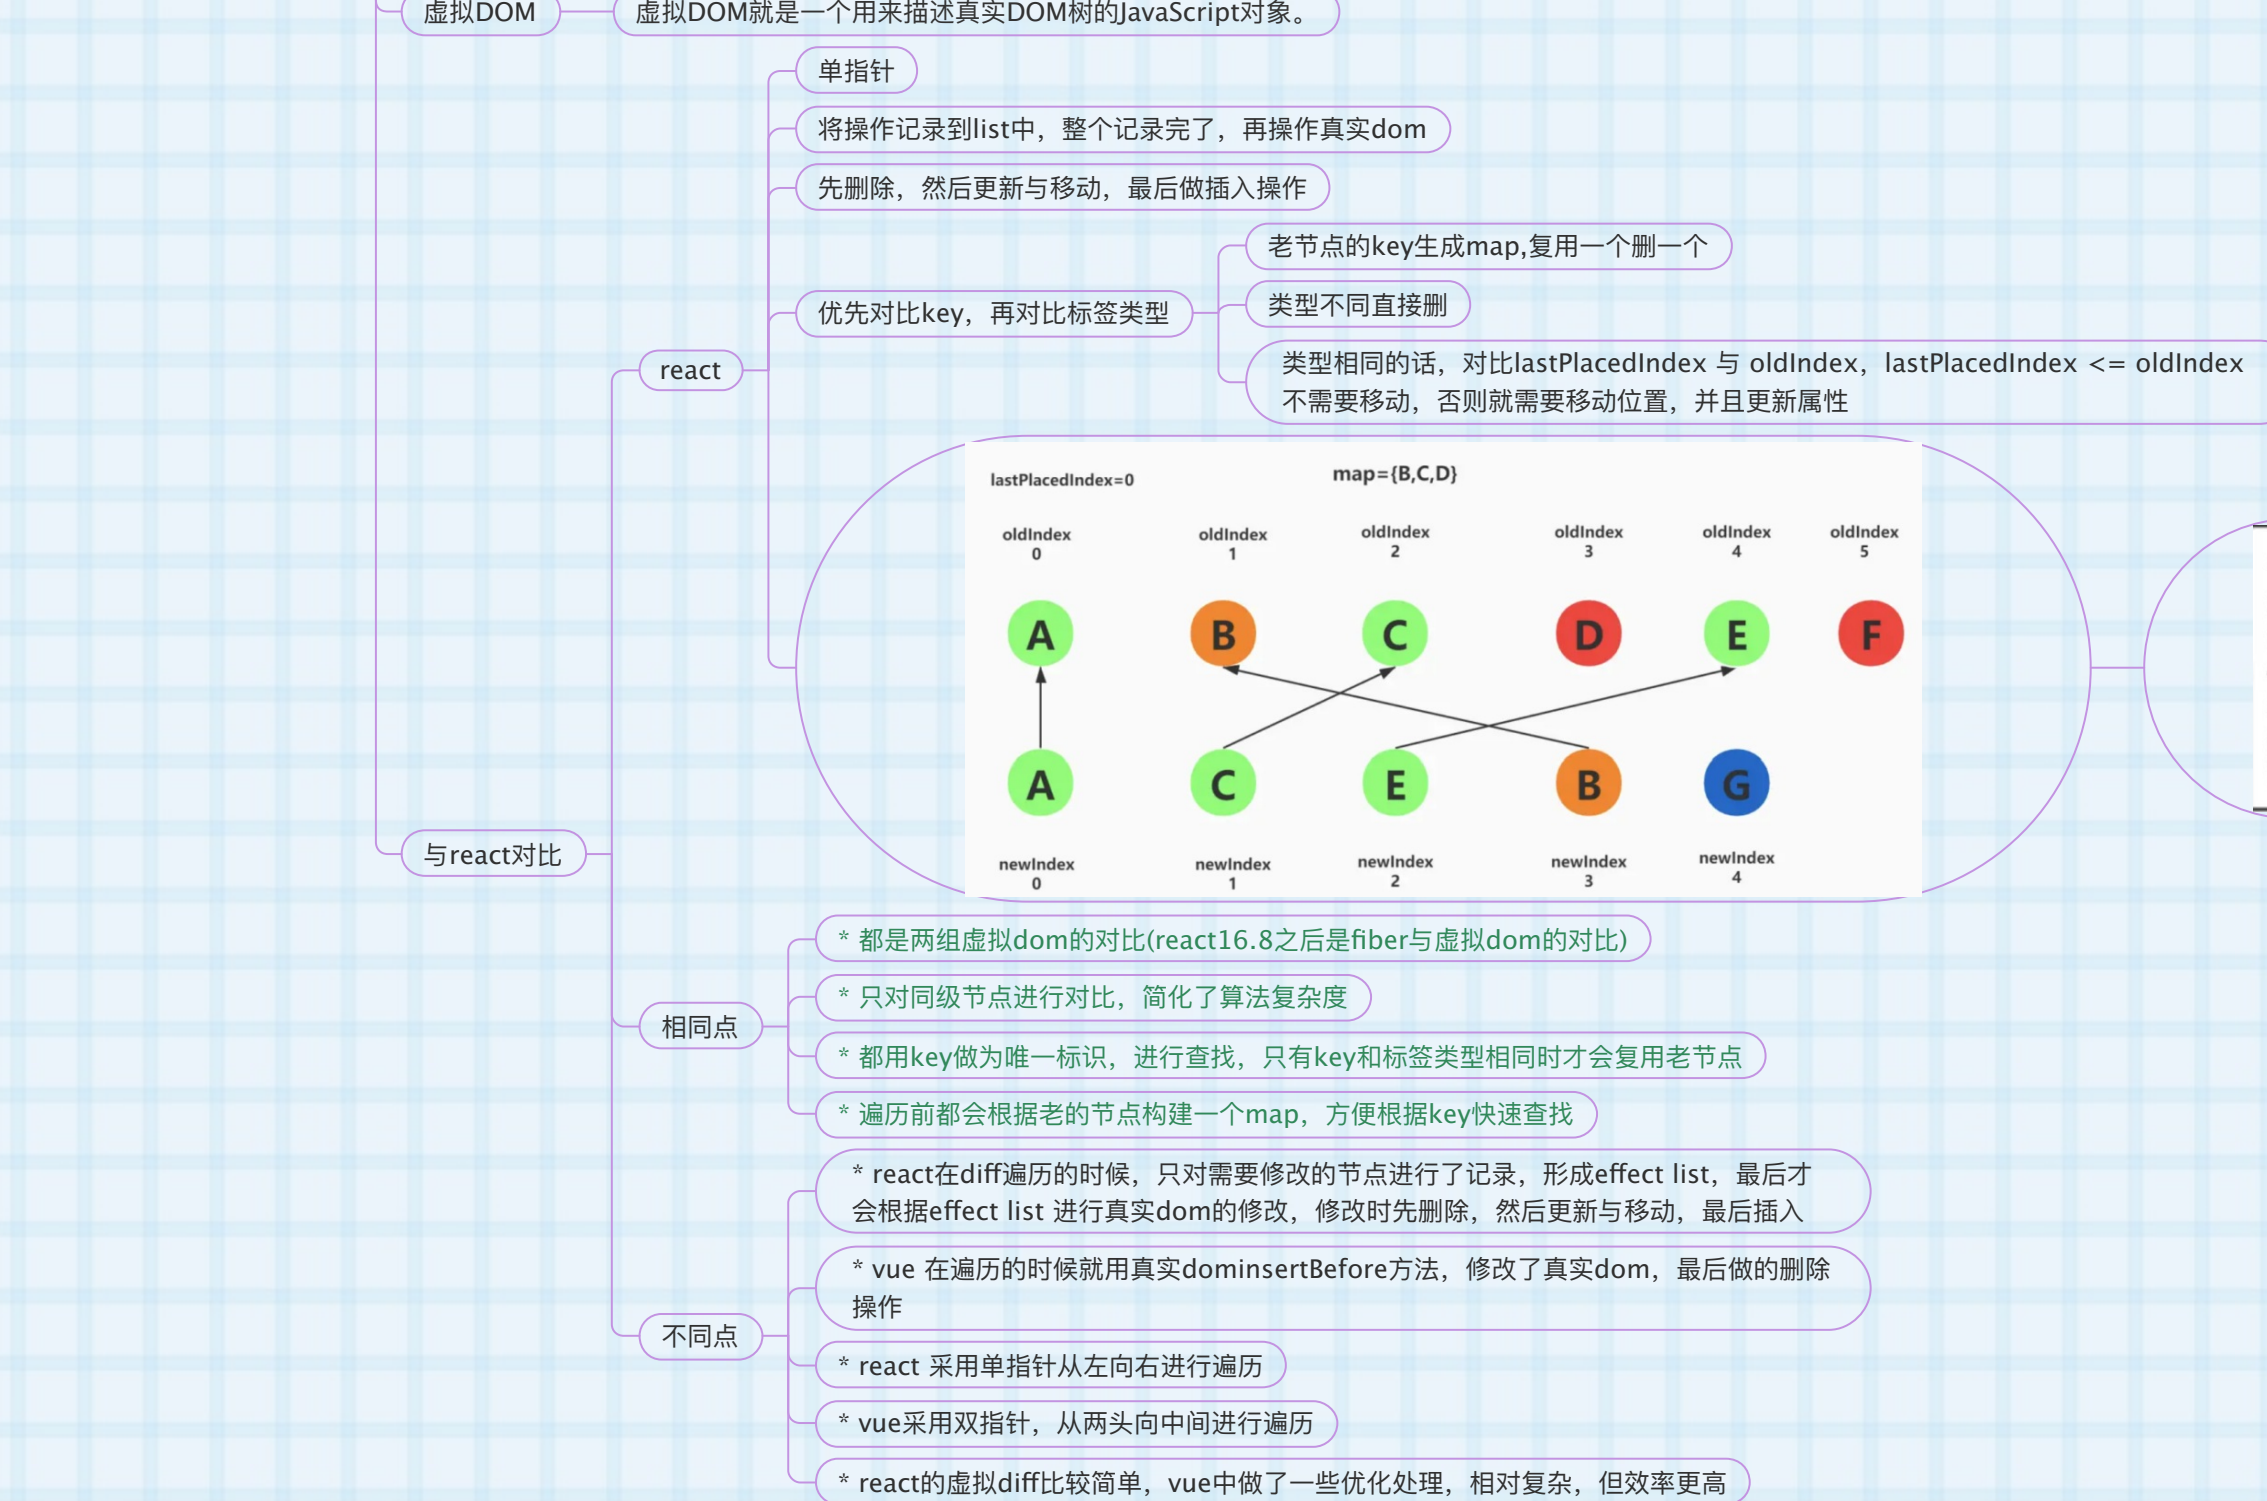 虚拟DOM
虚拟DOM就是一个用来描述真实DOM树的JavaScript对象。
单指针
将操作记录到list中，整个记录完了，再操作真实dom
先删除，然后更新与移动，最后做插入操作
老节点的key生成map,复用一个删一个
优先对比key，再对比标签类型
类型不同直接删
类型相同的话，对比lastPlacedIndex 与 oldIndex，lastPlacedIndex <= oldIndex
不需要移动，否则就需要移动位置，并且更新属性
react
lastPlacedIndex=0
map={B,C,D}
oldIndex oldIndex oldIndex oldIndex oldIndex oldIndex
0 1 2 3 4 5
A B C D E F
A C E B G
newIndex newIndex newIndex newIndex newIndex
0 1 2 3 4
与react对比
* 都是两组虚拟dom的对比(react16.8之后是fiber与虚拟dom的对比)
* 只对同级节点进行对比，简化了算法复杂度
相同点
* 都用key做为唯一标识，进行查找，只有key和标签类型相同时才会复用老节点
* 遍历前都会根据老的节点构建一个map，方便根据key快速查找
* react在diff遍历的时候，只对需要修改的节点进行了记录，形成effect list，最后才
会根据effect list 进行真实dom的修改，修改时先删除，然后更新与移动，最后插入
* vue 在遍历的时候就用真实dominsertBefore方法，修改了真实dom，最后做的删除
操作
不同点
* react 采用单指针从左向右进行遍历
* vue采用双指针，从两头向中间进行遍历
* react的虚拟diff比较简单，vue中做了一些优化处理，相对复杂，但效率更高